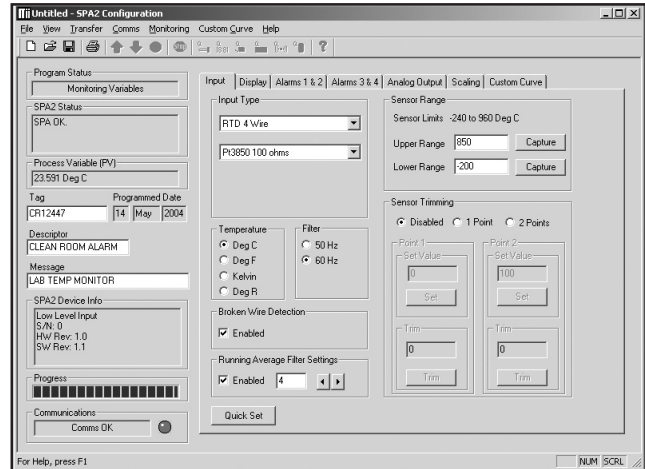 Untitled - SPA2 Configuration
File View Transfer Comms Monitoring Custom Curve Help
Program Status
Monitoring Variables
SPA2 Status
SPA OK.
Process Variable (PV)
23.591 Deg C
Tag
Programmed Date
CR12447
14 May 2004
Descriptor
CLEAN ROOM ALARM
Message
LAB TEMP MONITOR
SPA2 Device Info
Low Level Input
S/N: 0
HW Rev: 1.0
SW Rev: 1.1
Progress
Communications
Comms OK
Input Display Alarms 1 & 2 Alarms 3 & 4 Analog Output Scaling Custom Curve
Input Type
RTD 4 Wire
Pt3850 100 ohms
Temperature
Deg C
Deg F
Kelvin
Deg R
Filter
50 Hz
60 Hz
Broken Wire Detection
Enabled
Running Average Filter Settings
Enabled 4
Quick Set
Sensor Range
Sensor Limits -240 to 960 Deg C
Upper Range 850 Capture
Lower Range -200 Capture
Sensor Trimming
Disabled 1 Point 2 Points
Point 1
Set Value
0
Set
Trim
0
Trim
Point 2
Set Value
100
Set
Trim
0
Trim
For Help, press F1
NUM SCRL